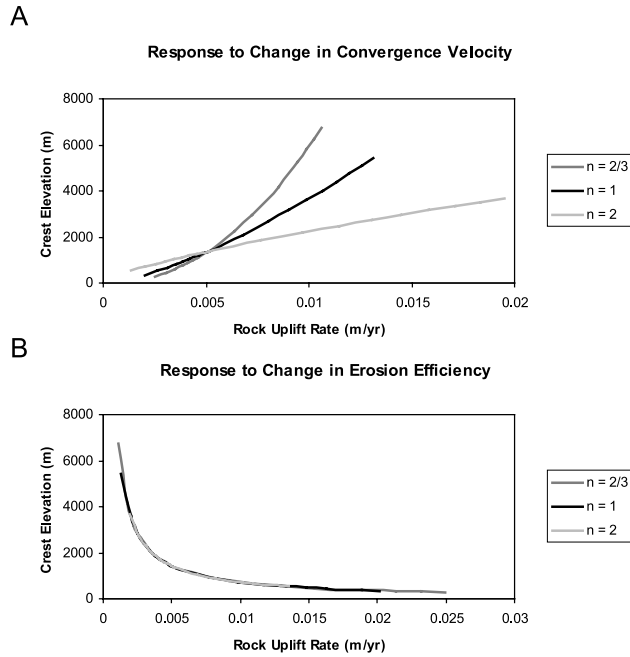 A
Response to Change in Convergence Velocity
8000
6000
4000
2000
0
Crest Elevation (m)
0 0.005 0.01 0.015 0.02
Rock Uplift Rate (m/yr)
n = 2/3
n = 1
n = 2
B
Response to Change in Erosion Efficiency
8000
6000
4000
2000
0
Crest Elevation (m)
0 0.005 0.01 0.015 0.02 0.025 0.03
Rock Uplift Rate (m/yr)
n = 2/3
n = 1
n = 2